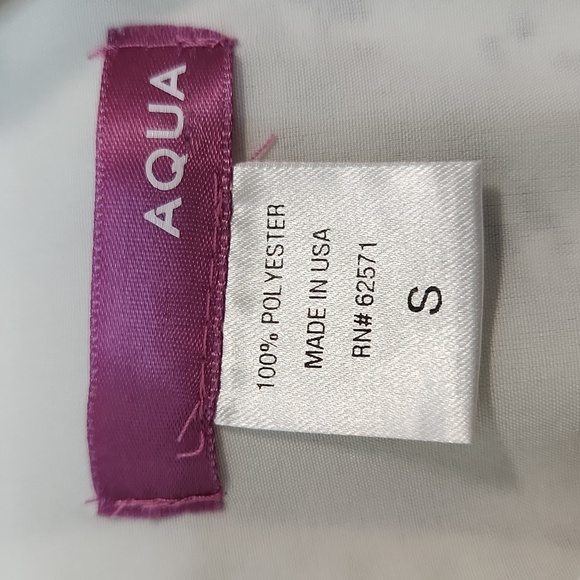 AQUA
100% POLYESTER
MADE IN USA
RN# 62571
S